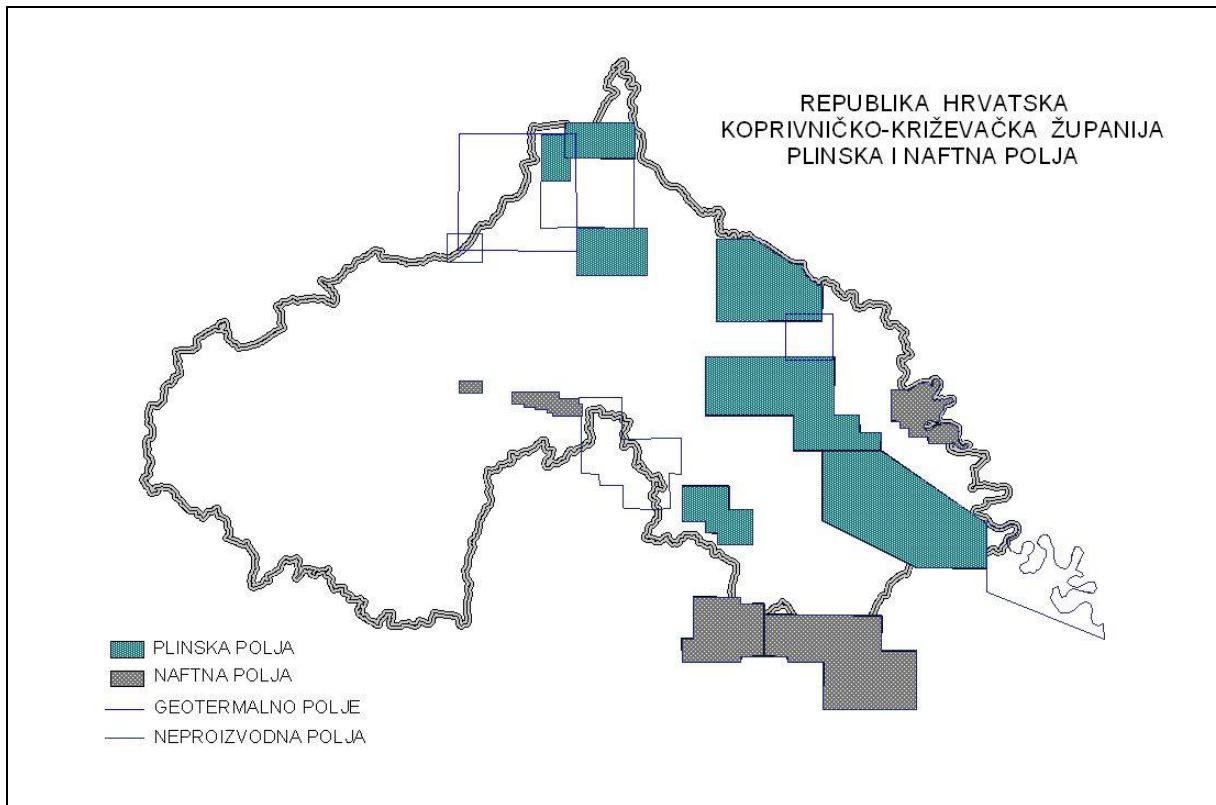 REPUBLIKA HRVATSKA
KOPRIVNIČKO-KRIŽEVAČKA ŽUPANIJA
PLINSKA I NAFTNA POLJA
PLINSKA POLJA
NAFTNA POLJA
GEOTERMALNO POLJE
NEPROIZVODNA POLJA